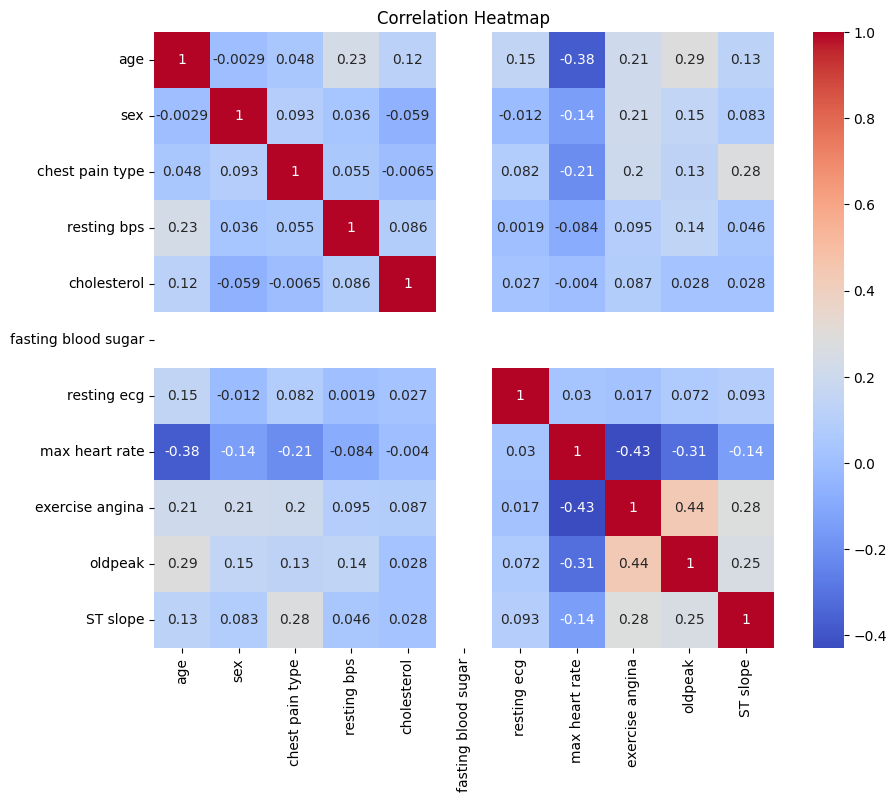 Correlation Heatmap
age 1 -0.0029 0.048 0.23 0.12 0.15 -0.38 0.21 0.29 0.13
sex -0.0029 1 0.093 0.036 -0.059 -0.012 -0.14 0.21 0.15 0.083
chest pain type 0.048 0.093 1 0.055 -0.0065 0.082 -0.21 0.2 0.13 0.28
resting bps 0.23 0.036 0.055 1 0.086 0.0019 -0.084 0.095 0.14 0.046
cholesterol 0.12 -0.059 -0.0065 0.086 1 0.027 -0.004 0.087 0.028 0.028
fasting blood sugar
resting ecg 0.15 -0.012 0.082 0.0019 0.027 1 0.03 0.017 0.072 0.093
max heart rate -0.38 -0.14 -0.21 -0.084 -0.004 0.03 1 -0.43 -0.31 -0.14
exercise angina 0.21 0.21 0.2 0.095 0.087 0.017 -0.43 1 0.44 0.28
oldpeak 0.29 0.15 0.13 0.14 0.028 0.072 -0.31 0.44 1 0.25
ST slope 0.13 0.083 0.28 0.046 0.028 0.093 -0.14 0.28 0.25 1
age
sex
chest pain type
resting bps
cholesterol
fasting blood sugar
resting ecg
max heart rate
exercise angina
oldpeak
ST slope
1.0
0.8
0.6
0.4
0.2
0.0
−0.2
−0.4